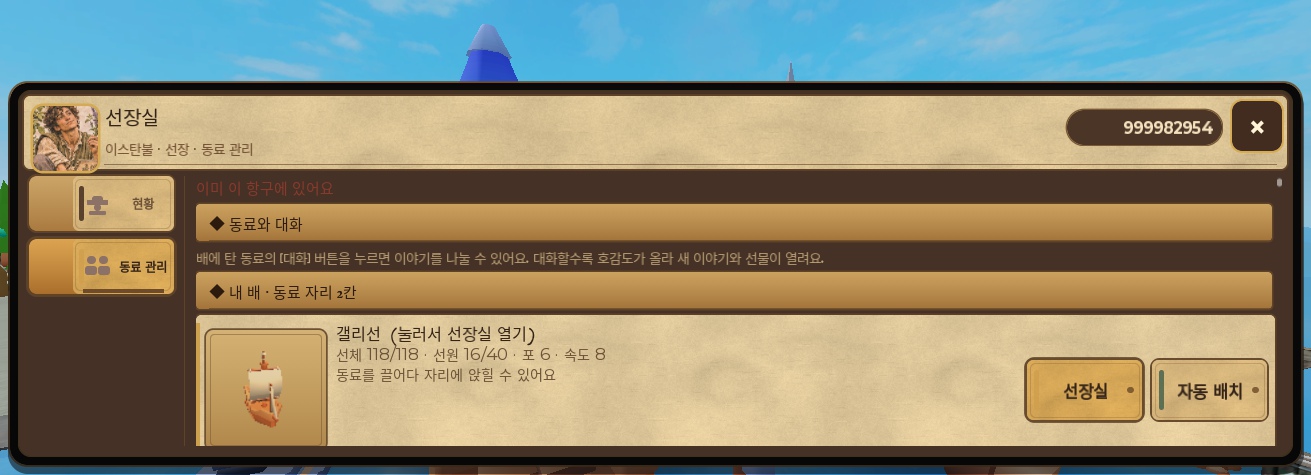 선장실
이스탄불 · 선장 · 동료 관리
999982954
현황
동료 관리
이미 이 항구에 있어요
◆ 동료와 대화
배에 탄 동료의 [대화] 버튼을 누르면 이야기를 나눌 수 있어요. 대화할수록 호감도가 올라 새 이야기와 선물이 열려요.
◆ 내 배 · 동료 자리 2칸
갤리선 (눌러서 선장실 열기)
선체 118/118 · 선원 16/40 · 포 6 · 속도 8
동료를 끌어다 자리에 앉힐 수 있어요
선장실
자동 배치